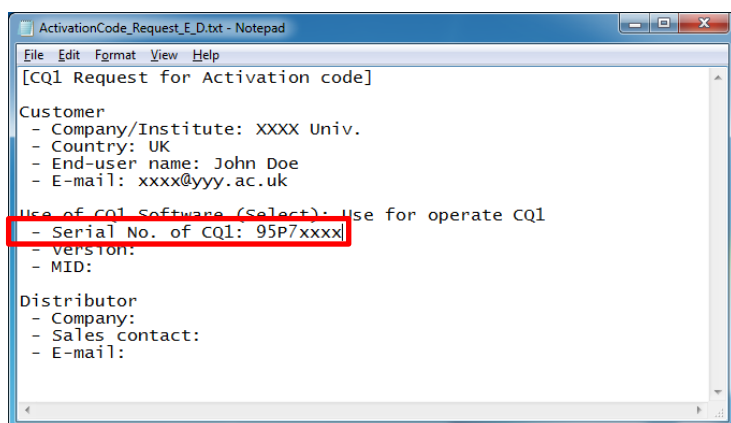 ActivationCode_Request_E_D.txt - Notepad
File Edit Format View Help
[CQ1 Request for Activation code]
Customer
- Company/Institute: XXXX Univ.
- Country: UK
- End-user name: John Doe
- E-mail: xxxx@yyy.ac.uk
Use of CQ1 Software (Select): Use for operate CQ1
- Serial No. of CQ1: 95P7xxxx
- Version:
- MID:
Distributor
- Company:
- Sales contact:
- E-mail: